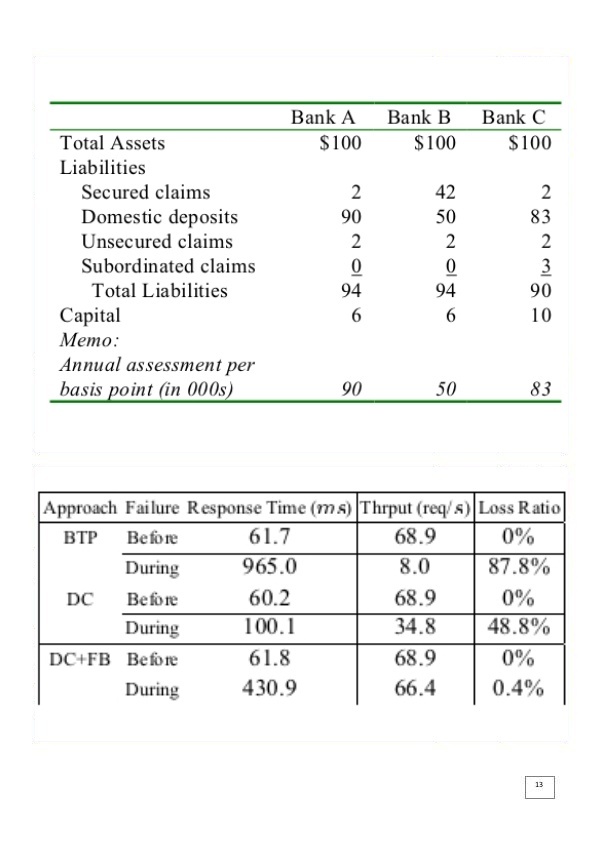 Bank A Bank B Bank C
Total Assets $100 $100 $100
Liabilities
Secured claims 2 42 2
Domestic deposits 90 50 83
Unsecured claims 2 2 2
Subordinated claims 0 0 3
Total Liabilities 94 94 90
Capital 6 6 10
Memo:
Annual assessment per
basis point (in 000s) 90 50 83
Approach Failure Response Time (ms) Thrput (req/s) Loss Ratio
BTP Before 61.7 68.9 0%
During 965.0 8.0 87.8%
DC Before 60.2 68.9 0%
During 100.1 34.8 48.8%
DC+FB Before 61.8 68.9 0%
During 430.9 66.4 0.4%
13